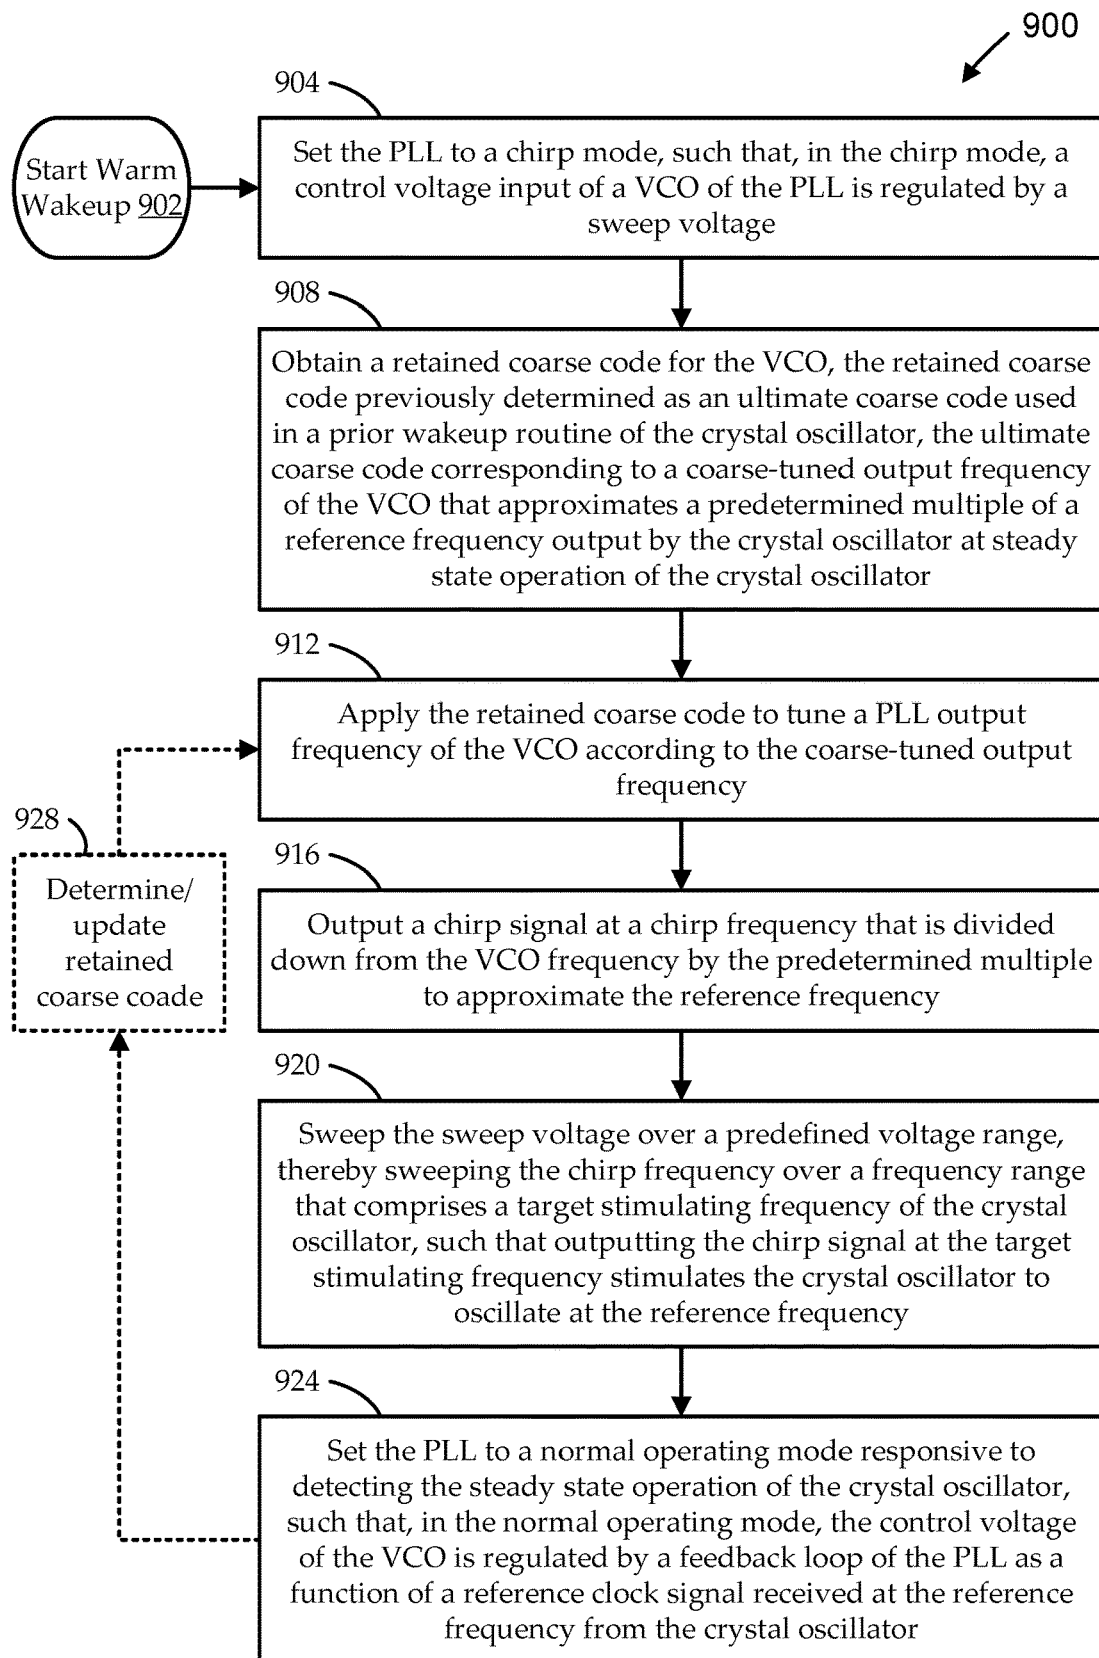 900
904
Start Warm
Wakeup 902
Set the PLL to a chirp mode, such that, in the chirp mode, a
control voltage input of a VCO of the PLL is regulated by a
sweep voltage
908
Obtain a retained coarse code for the VCO, the retained coarse
code previously determined as an ultimate coarse code used
in a prior wakeup routine of the crystal oscillator, the ultimate
coarse code corresponding to a coarse-tuned output frequency
of the VCO that approximates a predetermined multiple of a
reference frequency output by the crystal oscillator at steady
state operation of the crystal oscillator
912
Apply the retained coarse code to tune a PLL output
frequency of the VCO according to the coarse-tuned output
frequency
916
Output a chirp signal at a chirp frequency that is divided
down from the VCO frequency by the predetermined multiple
to approximate the reference frequency
920
Sweep the sweep voltage over a predefined voltage range,
thereby sweeping the chirp frequency over a frequency range
that comprises a target stimulating frequency of the crystal
oscillator, such that outputting the chirp signal at the target
stimulating frequency stimulates the crystal oscillator to
oscillate at the reference frequency
924
Set the PLL to a normal operating mode responsive to
detecting the steady state operation of the crystal oscillator,
such that, in the normal operating mode, the control voltage
of the VCO is regulated by a feedback loop of the PLL as a
function of a reference clock signal received at the reference
frequency from the crystal oscillator
928
Determine/
update
retained
coarse coade